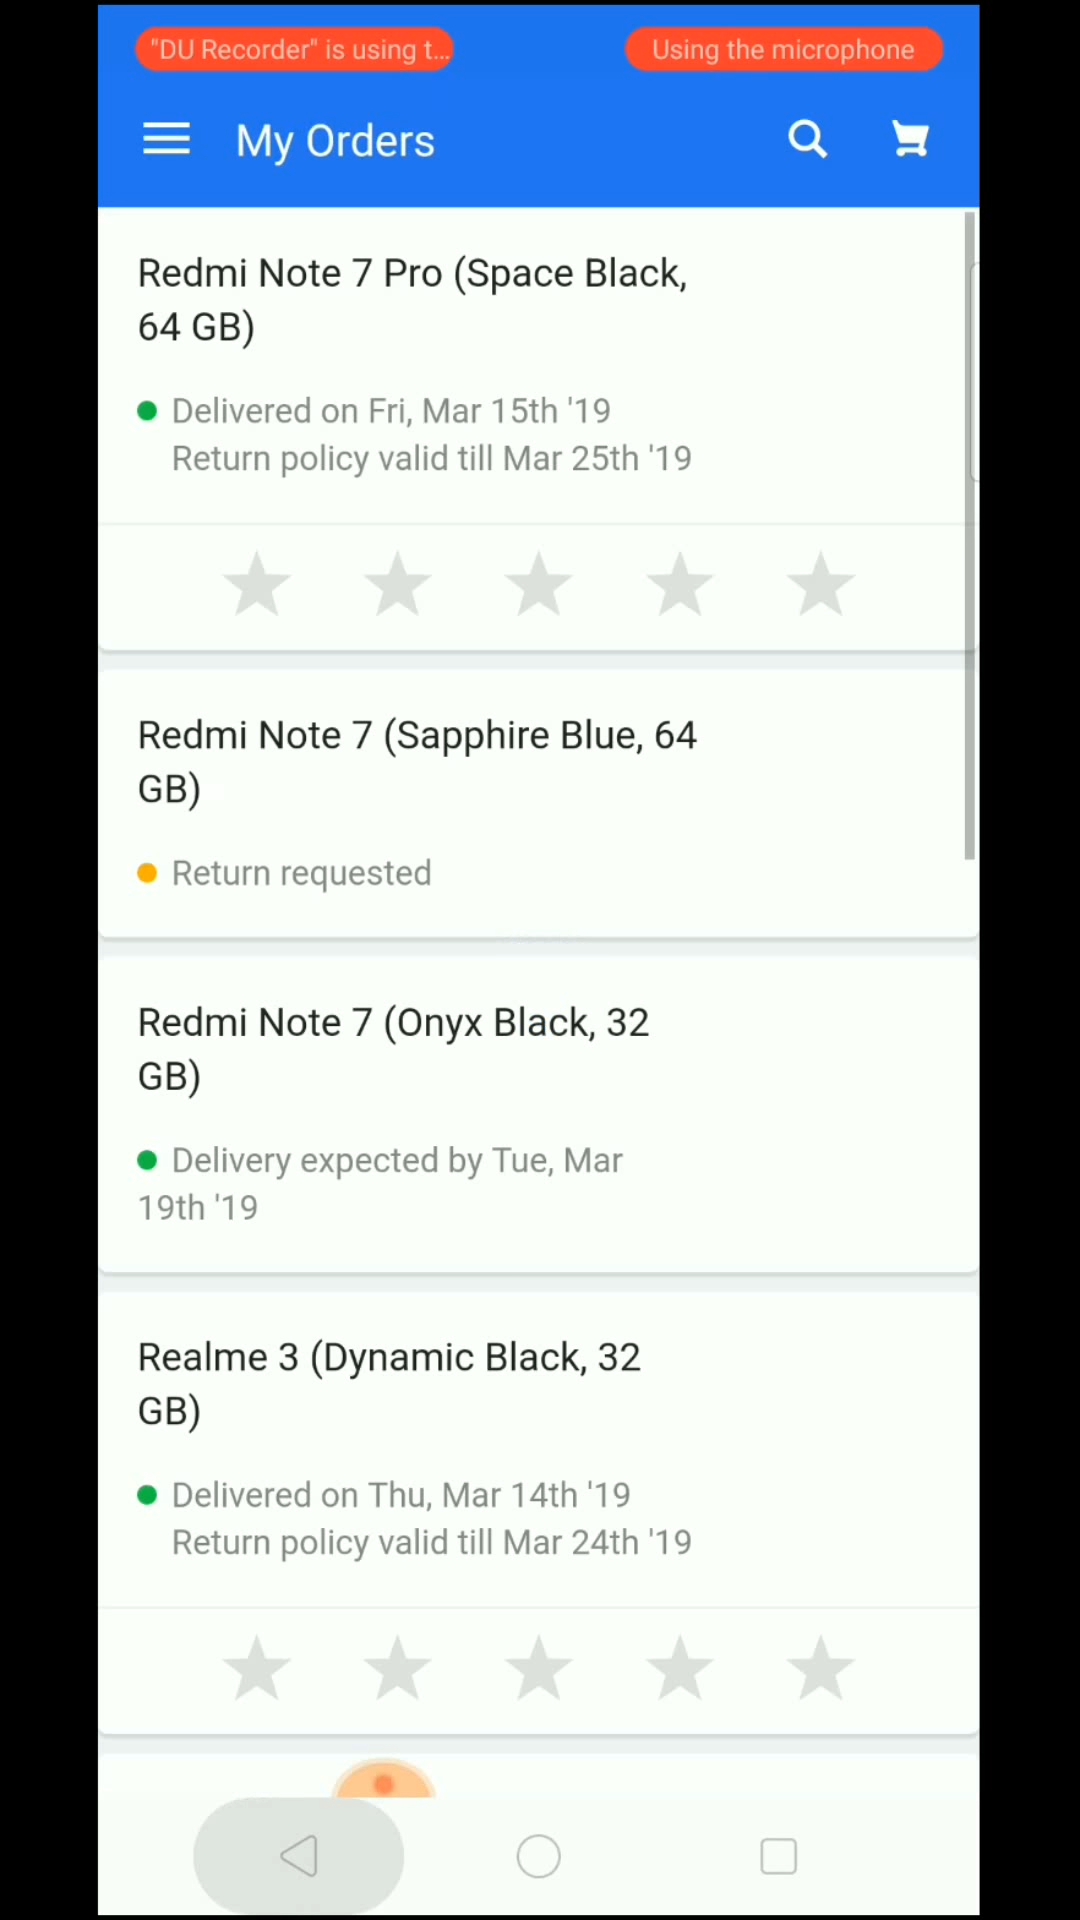 "DU Recorder" is using t...
Using the microphone
My Orders
Redmi Note 7 Pro (Space Black,
64 GB)
Delivered on Fri, Mar 15th '19
Return policy valid till Mar 25th '19
Redmi Note 7 (Sapphire Blue, 64
GB)
Return requested
Redmi Note 7 (Onyx Black, 32
GB)
Delivery expected by Tue, Mar
19th '19
Realme 3 (Dynamic Black, 32
GB)
Delivered on Thu, Mar 14th '19
Return policy valid till Mar 24th '19